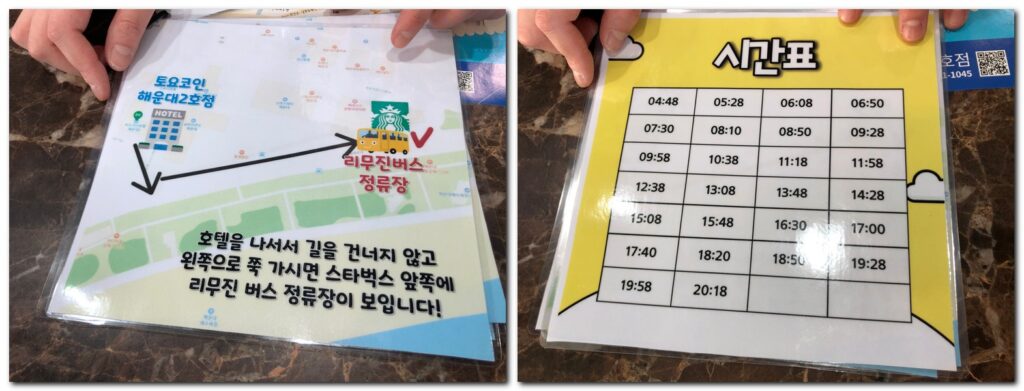 토요코인
해운대2호점
HOTEL
리무진버스
정류장
호텔을 나서서 길을 건너지 않고
왼쪽으로 쭉 가시면 스타벅스 앞쪽에
리무진 버스 정류장이 보입니다!
시간표
호점
1-1045
04:48 05:28 06:08 06:50
07:30 08:10 08:50 09:28
09:58 10:38 11:18 11:58
12:38 13:08 13:48 14:28
15:08 15:48 16:30 17:00
17:40 18:20 18:50 19:28
19:58 20:18